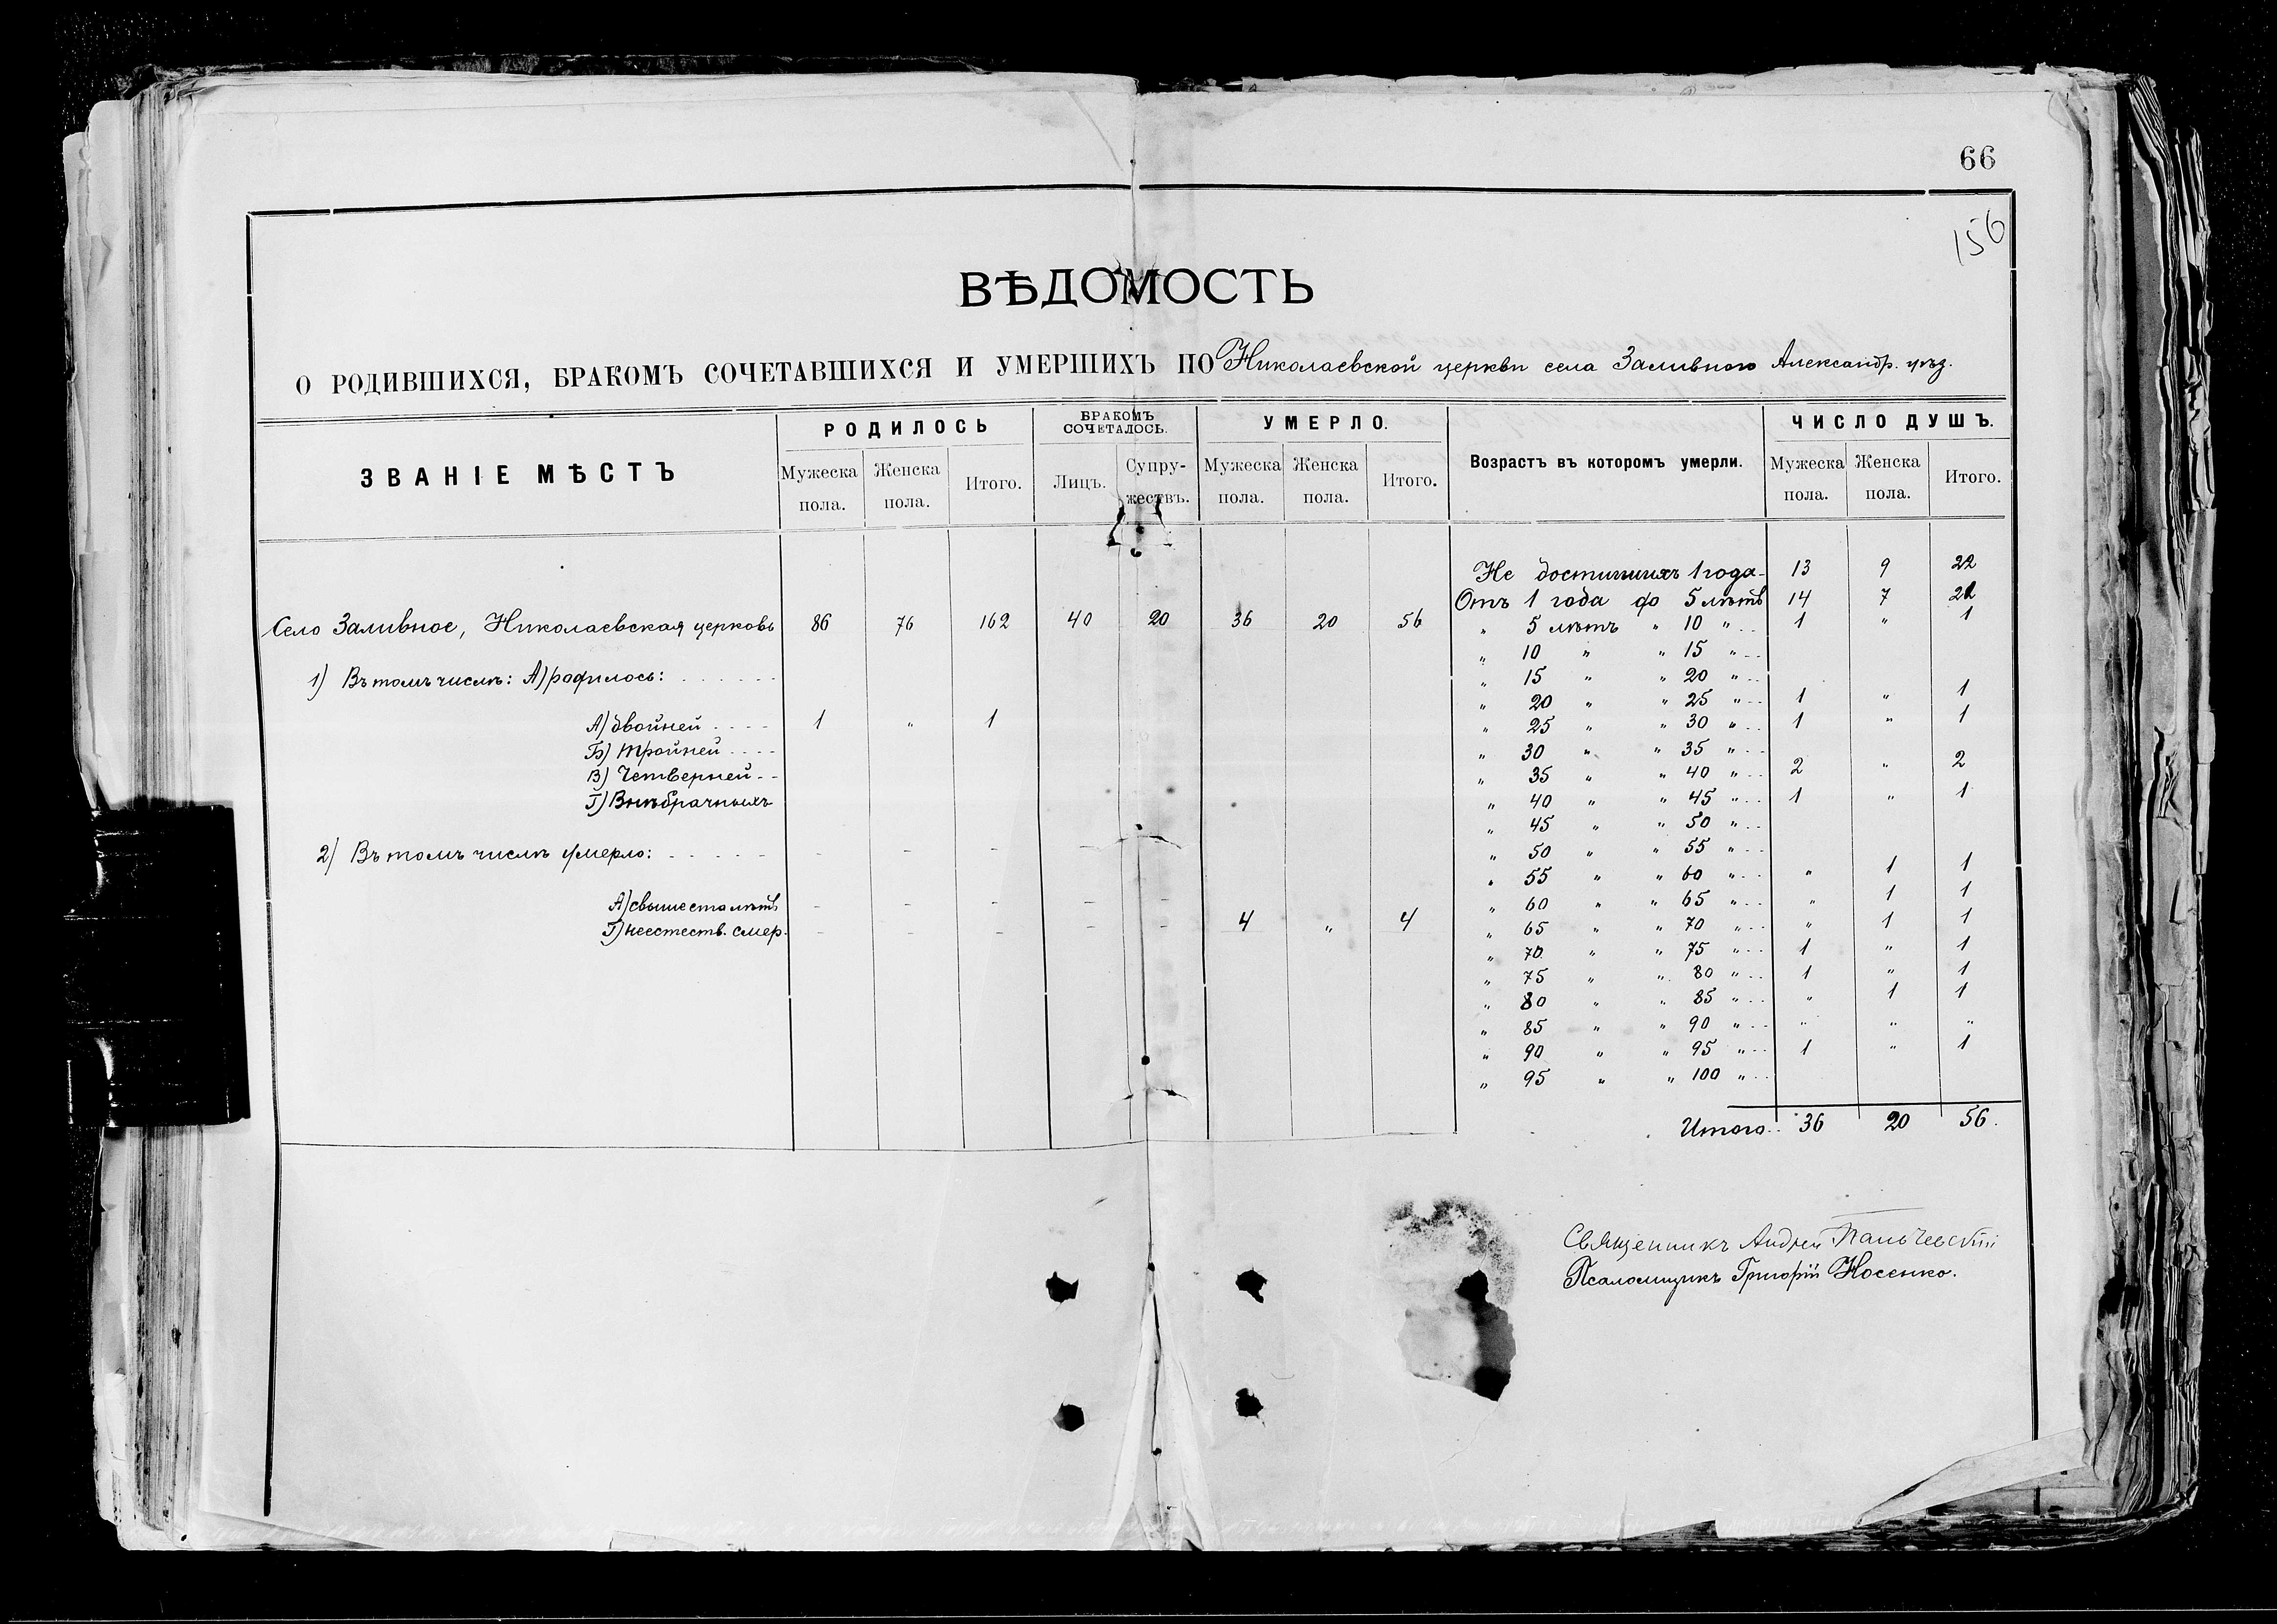 66
156
ВѢДОМОСТЬ
О РОДИВШИХСЯ, БРАКОМЪ СОЧЕТАВШИХСЯ И УМЕРШИХЪ ПО Николаевской церкви села Заливного Александр. уѣз.
ЗВАНІЕ МѢСТЪ
РОДИЛОСЬ
Мужеска пола. Женска пола. Итого.
БРАКОМЪ СОЧЕТАЛОСЬ.
Лицъ. Супружествъ.
УМЕРЛО.
Мужеска пола. Женска пола. Итого.
Возрастъ въ которомъ умерли.
ЧИСЛО ДУШЪ.
Мужеска пола. Женска пола. Итого.
Село Заливное, Николаевская церковь 86 76 162 40 20 36 20 56
1) Въ томъ числѣ: А) родилось:
А) двойней 1 " 1
Б) Тройней
В) Четверней
Г) Внѣбрачныхъ
2) Въ томъ числѣ умерло:
А) свыше ста лѣтъ
Г) неестеств. смер. 4 " 4
Не достигшихъ 1 года 13 9 22
Отъ 1 года до 5 лѣтъ 14 7 21
" 5 лѣтъ " 10 " 1 " 1
" 10 " " 15 "
" 15 " " 20 "
" 20 " " 25 " 1 " 1
" 25 " " 30 " 1 " 1
" 30 " " 35 "
" 35 " " 40 " 2 " 2
" 40 " " 45 " 1 " 1
" 45 " " 50 "
" 50 " " 55 "
" 55 " " 60 " " 1 1
" 60 " " 65 " " 1 1
" 65 " " 70 " " 1 1
" 70 " " 75 " 1 " 1
" 75 " " 80 " 1 " 1
" 80 " " 85 " " 1 1
" 85 " " 90 " " " "
" 90 " " 95 " 1 " 1
" 95 " " 100 "
Итого 36 20 56.
Священникъ Андрей
Псаломщикъ Григорій Носенко.